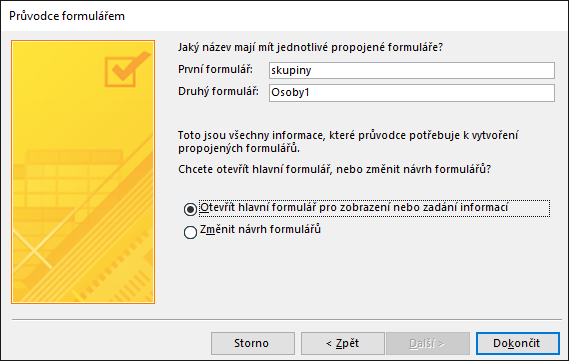 Průvodce formulářem
Jaký název mají mít jednotlivé propojené formuláře?
První formulář: skupiny
Druhý formulář: Osoby1
Toto jsou všechny informace, které průvodce potřebuje k vytvoření
propojených formulářů.
Chcete otevřít hlavní formulář, nebo změnit návrh formulářů?
Otevřít hlavní formulář pro zobrazení nebo zadání informací
Změnit návrh formulářů
Storno < Zpět Další > Dokončit